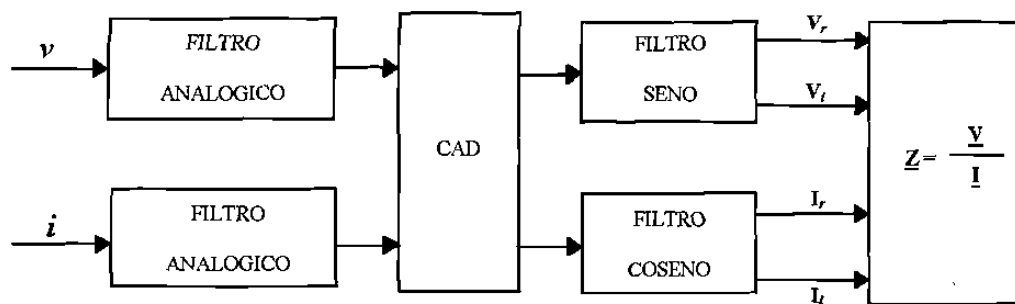 v
FILTRO
ANALOGICO
CAD
FILTRO
SENO
V_r
V_i
Z = V / I
i
FILTRO
ANALOGICO
FILTRO
COSENO
I_r
I_i